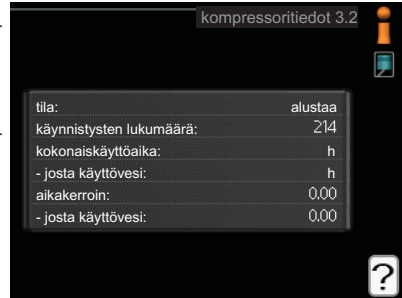 kompressoritiedot 3.2
tila: alustaa
käynnistysten lukumäärä: 214
kokonaiskäyttöaika: h
- josta käyttövesi: h
aikakerroin: 0.00
- josta käyttövesi: 0.00
?